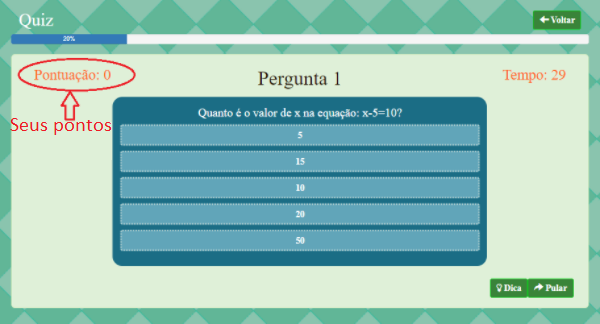 Quiz
Voltar
20%
Pontuação: 0
Pergunta 1
Tempo: 29
Seus pontos
Quanto é o valor de x na equação: x-5=10?
5
15
10
20
50
Dica
Pular